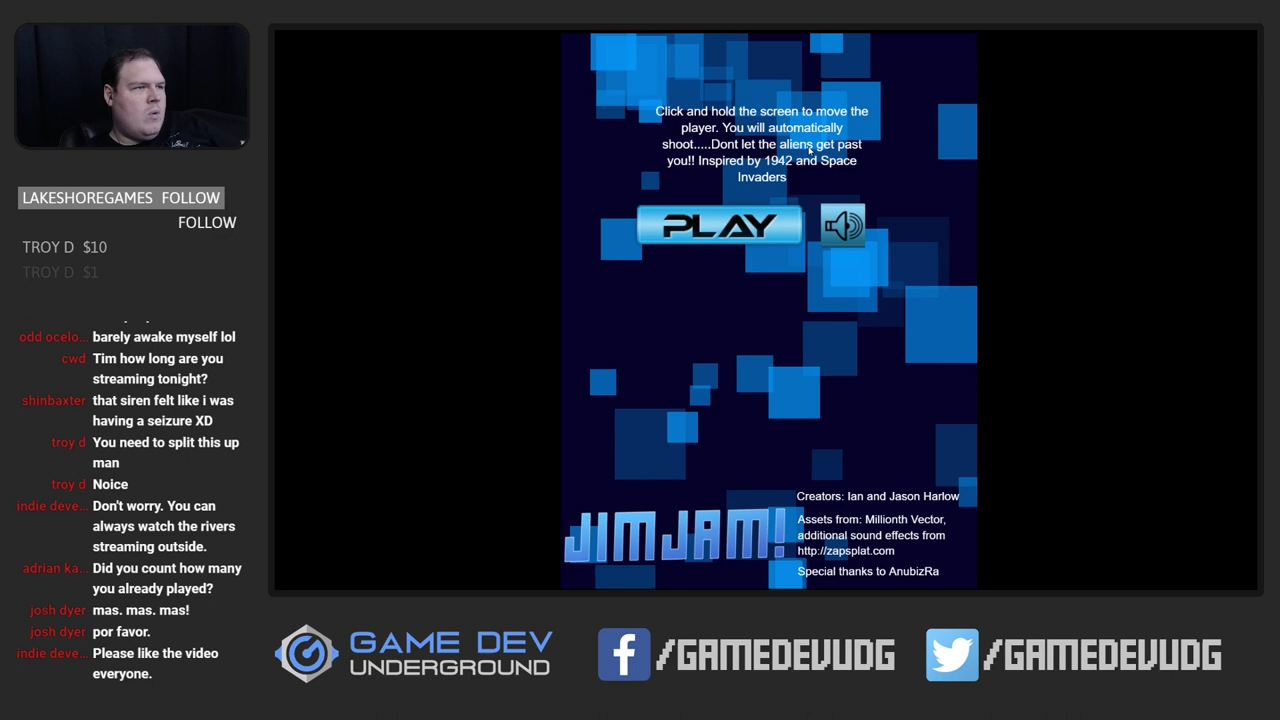 LAKESHOREGAMES FOLLOW
FOLLOW
TROY D $10
TROY D $1
odd ocelo... barely awake myself lol
cwd Tim how long are you
streaming tonight?
shinbaxter that siren felt like i was
having a seizure XD
troy d You need to split this up
man
troy d Noice
indie deve... Don't worry. You can
always watch the rivers
streaming outside.
adrian ka... Did you count how many
you already played?
josh dyer mas. mas. mas!
josh dyer por favor.
indie deve... Please like the video
everyone.
Click and hold the screen to move the
player. You will automatically
shoot.....Dont let the aliens get past
you!! Inspired by 1942 and Space
Invaders
PLAY
JIMJAM!
Creators: Ian and Jason Harlow
Assets from: Millionth Vector,
additional sound effects from
http://zapsplat.com
Special thanks to AnubizRa
GAME DEV
UNDERGROUND
/GAMEDEVUDG
/GAMEDEVUDG